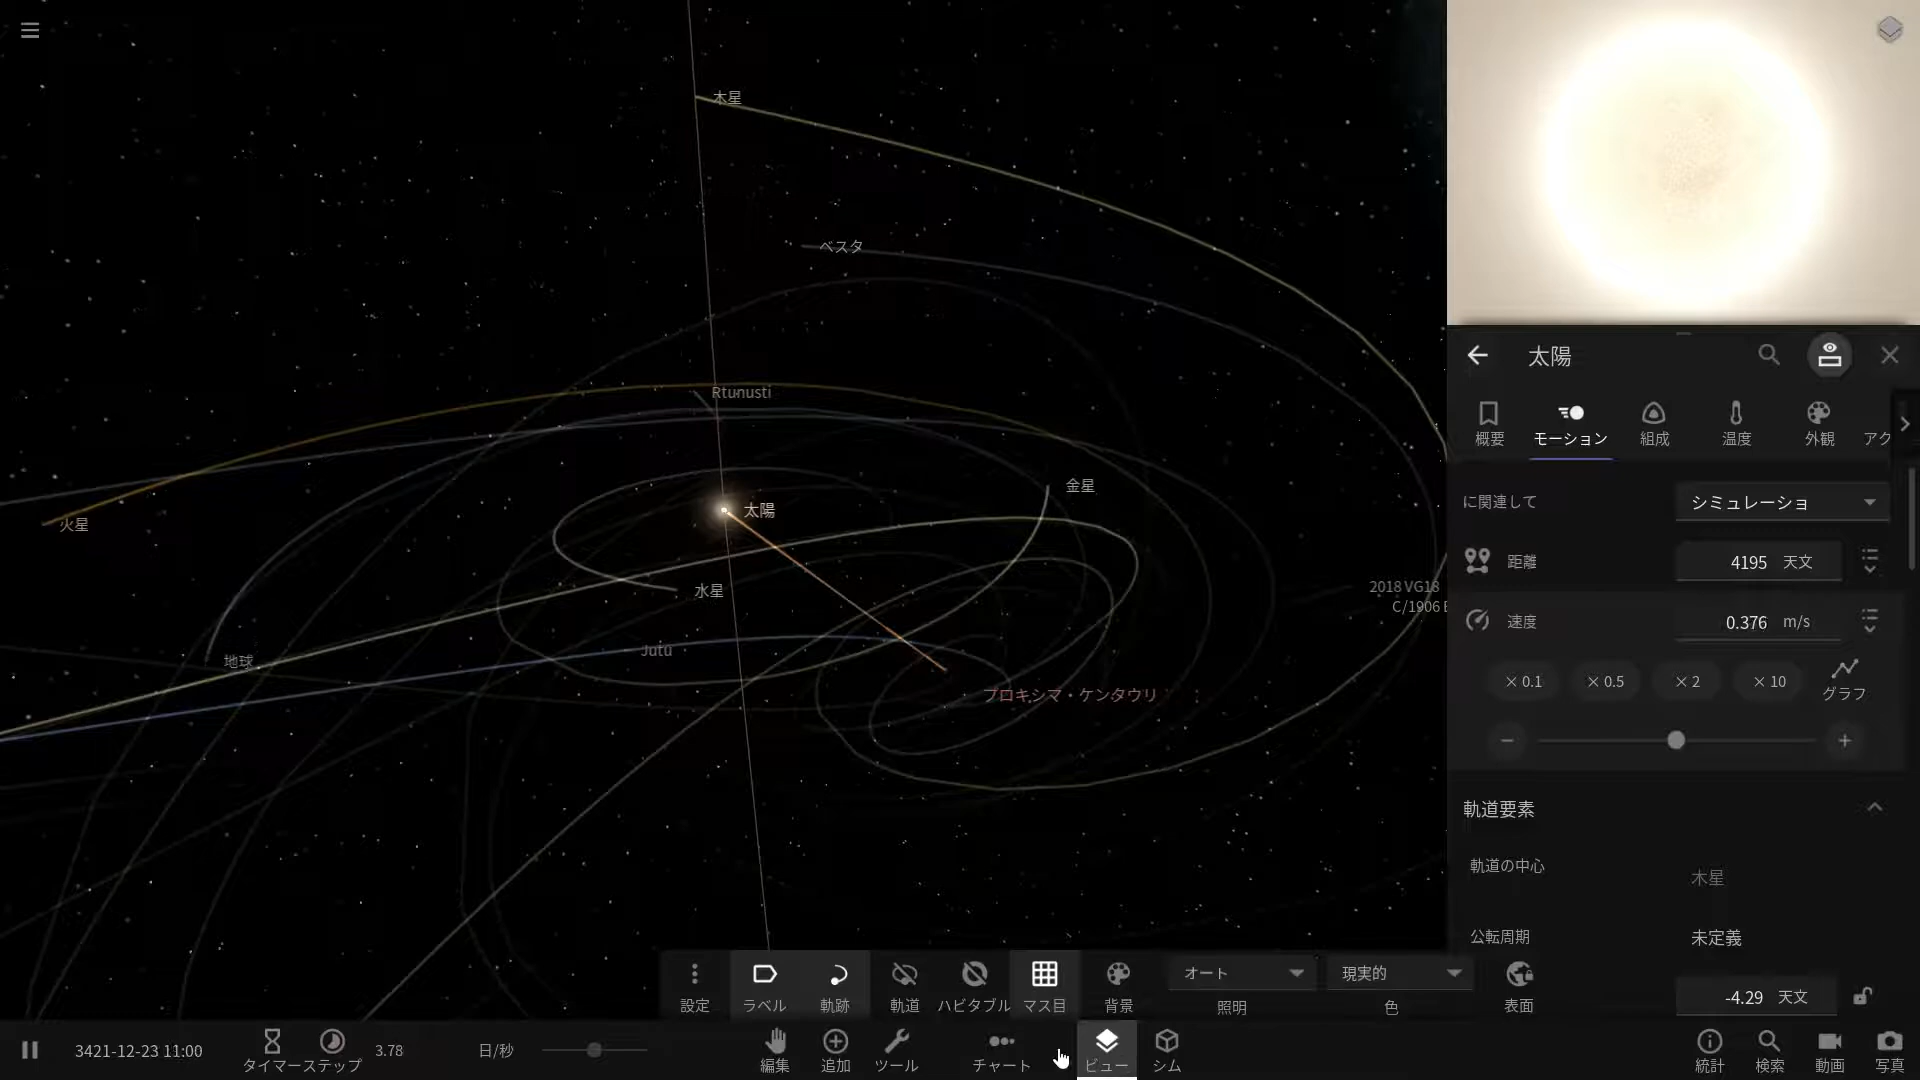 木星
ベスタ
Rtunusti
金星
太陽
火星
水星
2018 VG18
C/1906 E
Jutu
地球
プロキシマ・ケンタウリ
太陽
概要
モーション
組成
温度
外観
アク
に関連して
シミュレーショ
距離
4195 天文
速度
0.376 m/s
× 0.1
× 0.5
× 2
× 10
グラフ
軌道要素
軌道の中心
木星
公転周期
未定義
-4.29 天文
設定
ラベル
軌跡
軌道
ハビタブル
マス目
背景
オート
照明
現実的
色
表面
3421-12-23 11:00
タイマーステップ
3.78
日/秒
編集
追加
ツール
チャート
ビュー
シム
統計
検索
動画
写真